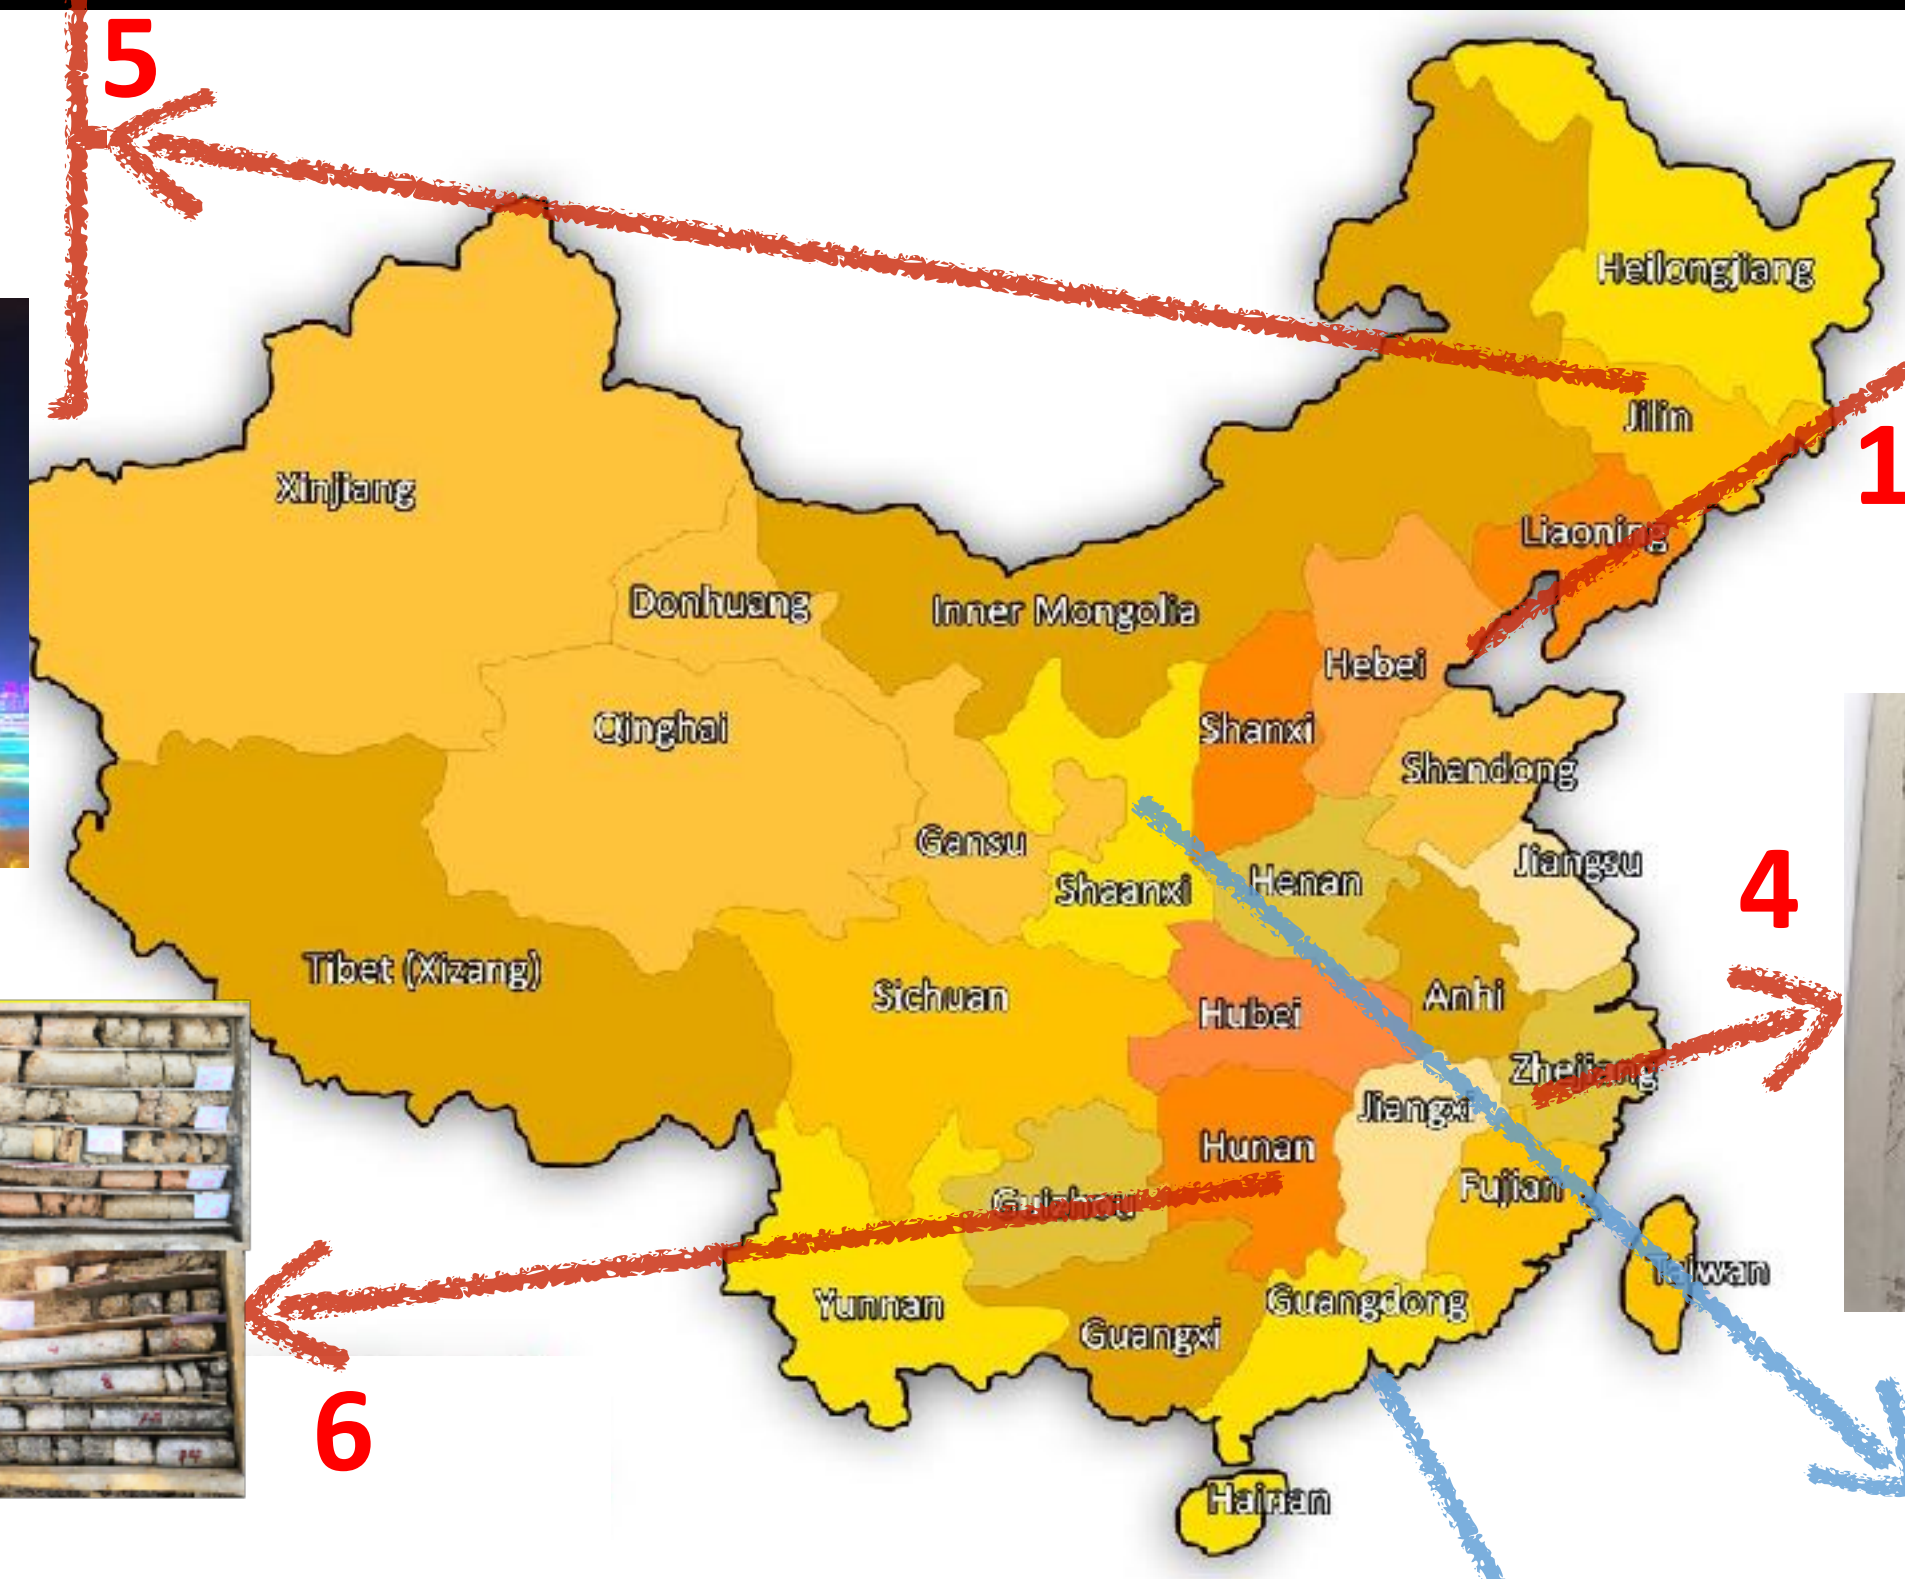 5
Heilongjiang
Jilin
1
Xinjiang
Liaoning
Donhuang
Inner Mongolia
Hebei
Qinghai
Shanxi
Shandong
Gansu
Jiangsu
Henan
Shaanxi
4
Tibet (Xizang)
Sichuan
Anhi
Hubei
Zhejiang
Jiangxi
Hunan
Fujian
Guizhou
Taiwan
Yunnan
Guangdong
Guangxi
6
Hainan